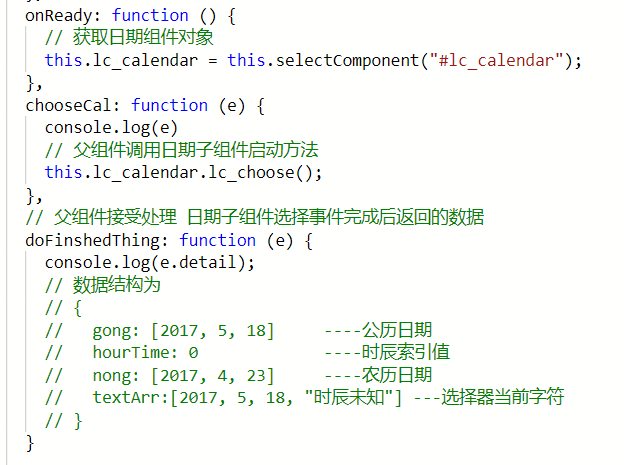 onReady: function () {
// 获取日期组件对象
this.lc_calendar = this.selectComponent("#lc_calendar");
},
chooseCal: function (e) {
console.log(e)
// 父组件调用日期子组件启动方法
this.lc_calendar.lc_choose();
},
// 父组件接受处理 日期子组件选择事件完成后返回的数据
doFinshedThing: function (e) {
console.log(e.detail);
// 数据结构为
// {
//   gong: [2017, 5, 18]     ----公历日期
//   hourTime: 0             ----时辰索引值
//   nong: [2017, 4, 23]     ----农历日期
//   textArr:[2017, 5, 18, "时辰未知"] ---选择器当前字符
// }
}